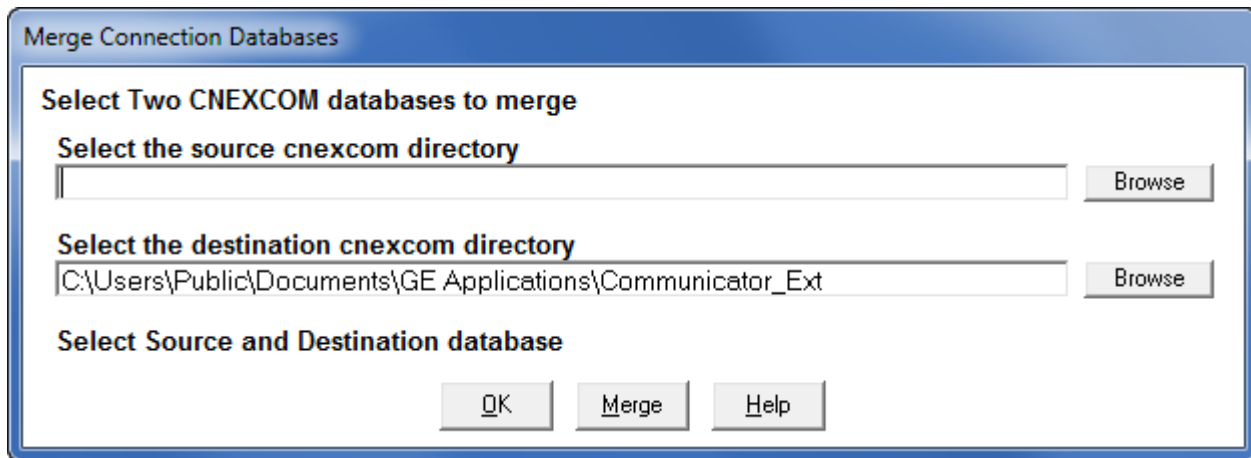 Merge Connection Databases
Select Two CNEXCOM databases to merge
Select the source cnexcom directory
Browse
Select the destination cnexcom directory
C:\Users\Public\Documents\GE Applications\Communicator_Ext
Browse
Select Source and Destination database
OK Merge Help